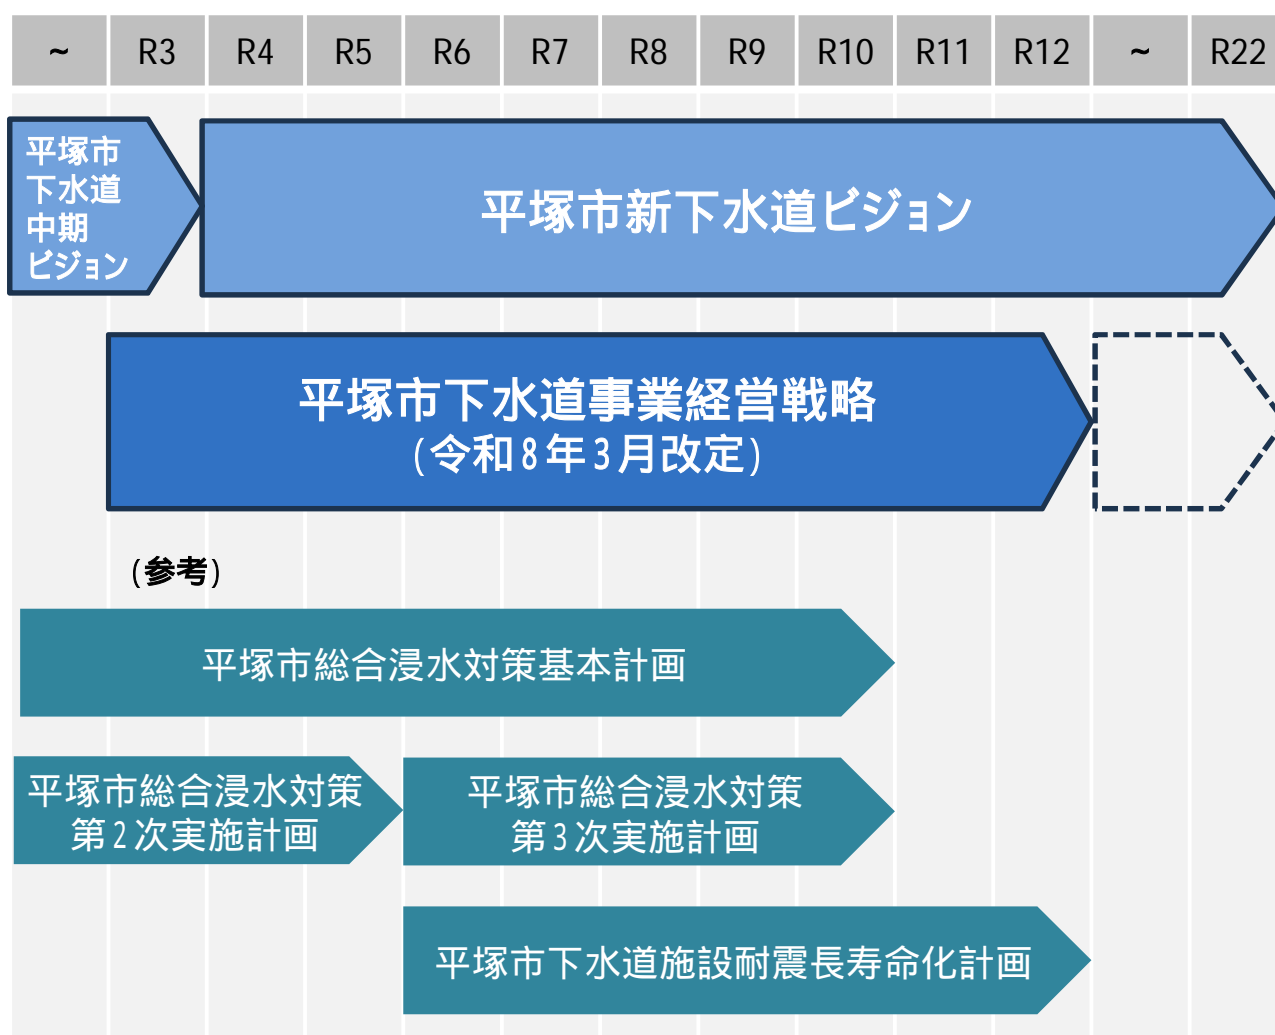 ~ R3 R4 R5 R6 R7 R8 R9 R10 R11 R12 ~ R22
平塚市
下水道
中期
ビジョン
平塚市新下水道ビジョン
平塚市下水道事業経営戦略
(令和8年3月改定)
(参考)
平塚市総合浸水対策基本計画
平塚市総合浸水対策
第2次実施計画
平塚市総合浸水対策
第3次実施計画
平塚市下水道施設耐震長寿命化計画